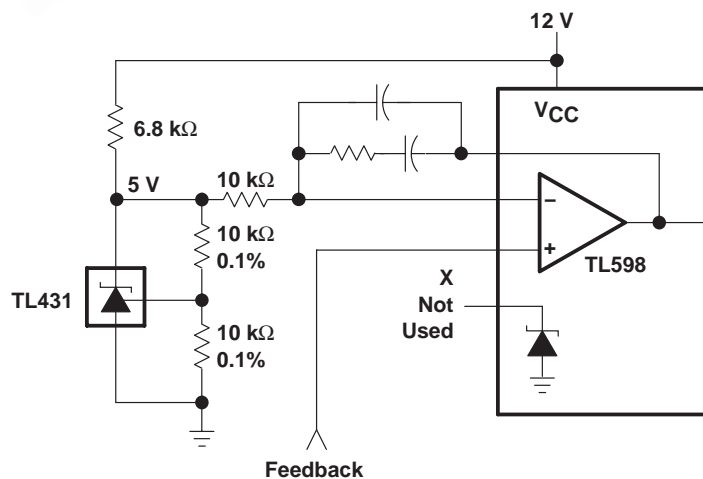 12 V
VCC
6.8 kΩ
5 V
10 kΩ
10 kΩ
0.1%
TL431
10 kΩ
0.1%
−
+
TL598
X
Not
Used
Feedback